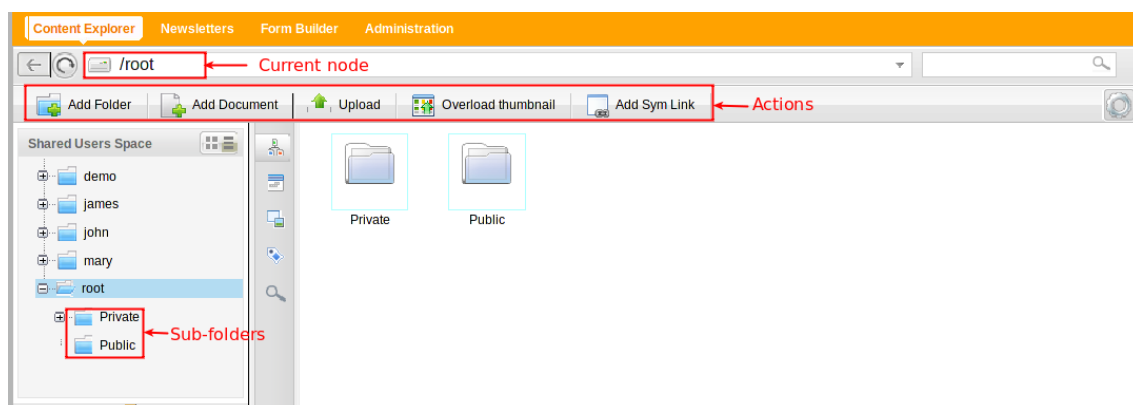 Content Explorer Newsletters Form Builder Administration
/root Current node
Add Folder Add Document Upload Overload thumbnail Add Sym Link Actions
Shared Users Space
demo
james
john
mary
root
Private
Public
Sub-folders
Private Public